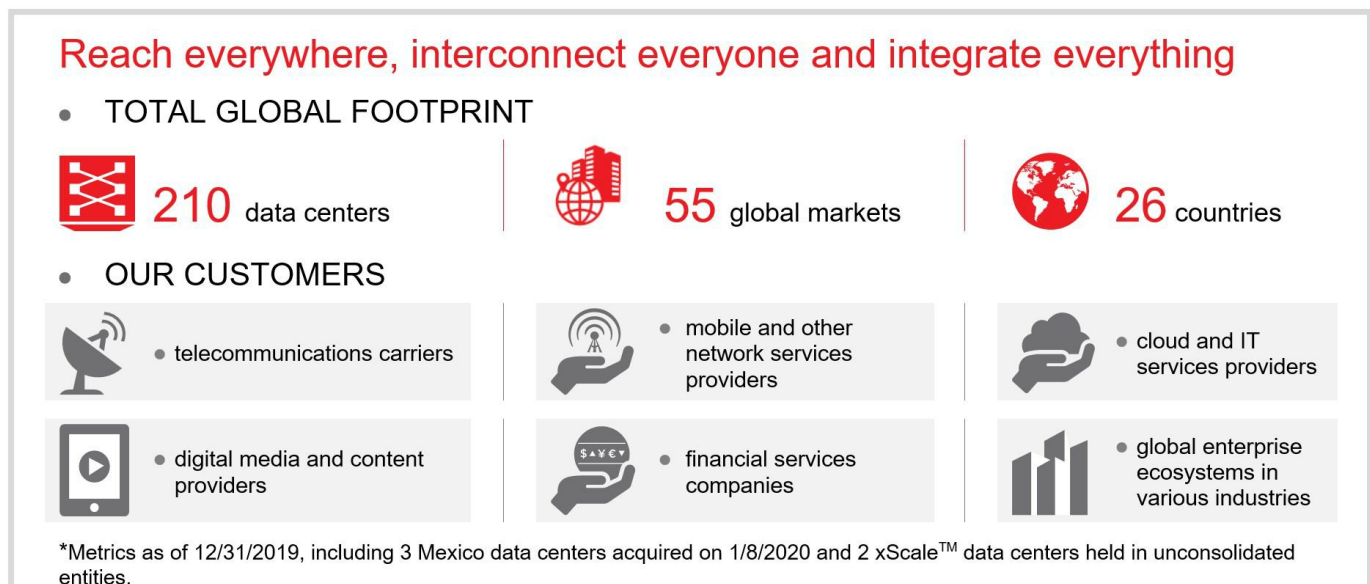 Reach everywhere, interconnect everyone and integrate everything
• TOTAL GLOBAL FOOTPRINT
210 data centers
55 global markets
26 countries
• OUR CUSTOMERS
• telecommunications carriers
• mobile and other
network services
providers
• cloud and IT
services providers
• digital media and content
providers
$▲¥€▼
• financial services
companies
• global enterprise
ecosystems in
various industries
*Metrics as of 12/31/2019, including 3 Mexico data centers acquired on 1/8/2020 and 2 xScale™ data centers held in unconsolidated
entities.